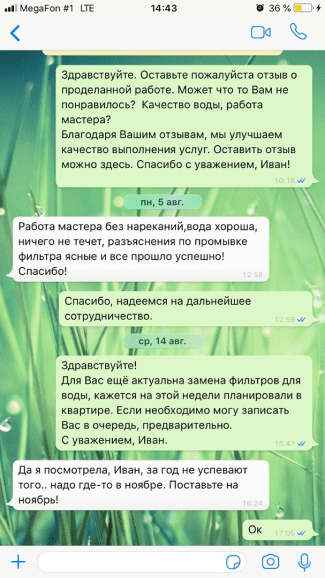 MegaFon #1 LTE 14:43 36 %
Здравствуйте. Оставьте пожалуйста отзыв о
проделанной работе. Может что то Вам не
понравилось? Качество воды, работа
мастера?
Благодаря Вашим отзывам, мы улучшаем
качество выполнения услуг. Оставить отзыв
можно здесь. Спасибо с уважением, Иван!
10:16
пн, 5 авг.
Работа мастера без нареканий,вода хороша,
ничего не течет, разъяснения по промывке
фильтра ясные и все прошло успешно!
Спасибо!
12:58
Спасибо, надеемся на дальнейшее
сотрудничество.
12:59
ср, 14 авг.
Здравствуйте!
Для Вас ещё актуальна замена фильтров для
воды, кажется на этой недели планировали в
квартире. Если необходимо могу записать
Вас в очередь, предварительно.
С уважением, Иван.
15:47
Да я посмотрела, Иван, за год не успевают
того.. надо где-то в ноябре. Поставьте на
ноябрь!
16:24
Ок
17:05